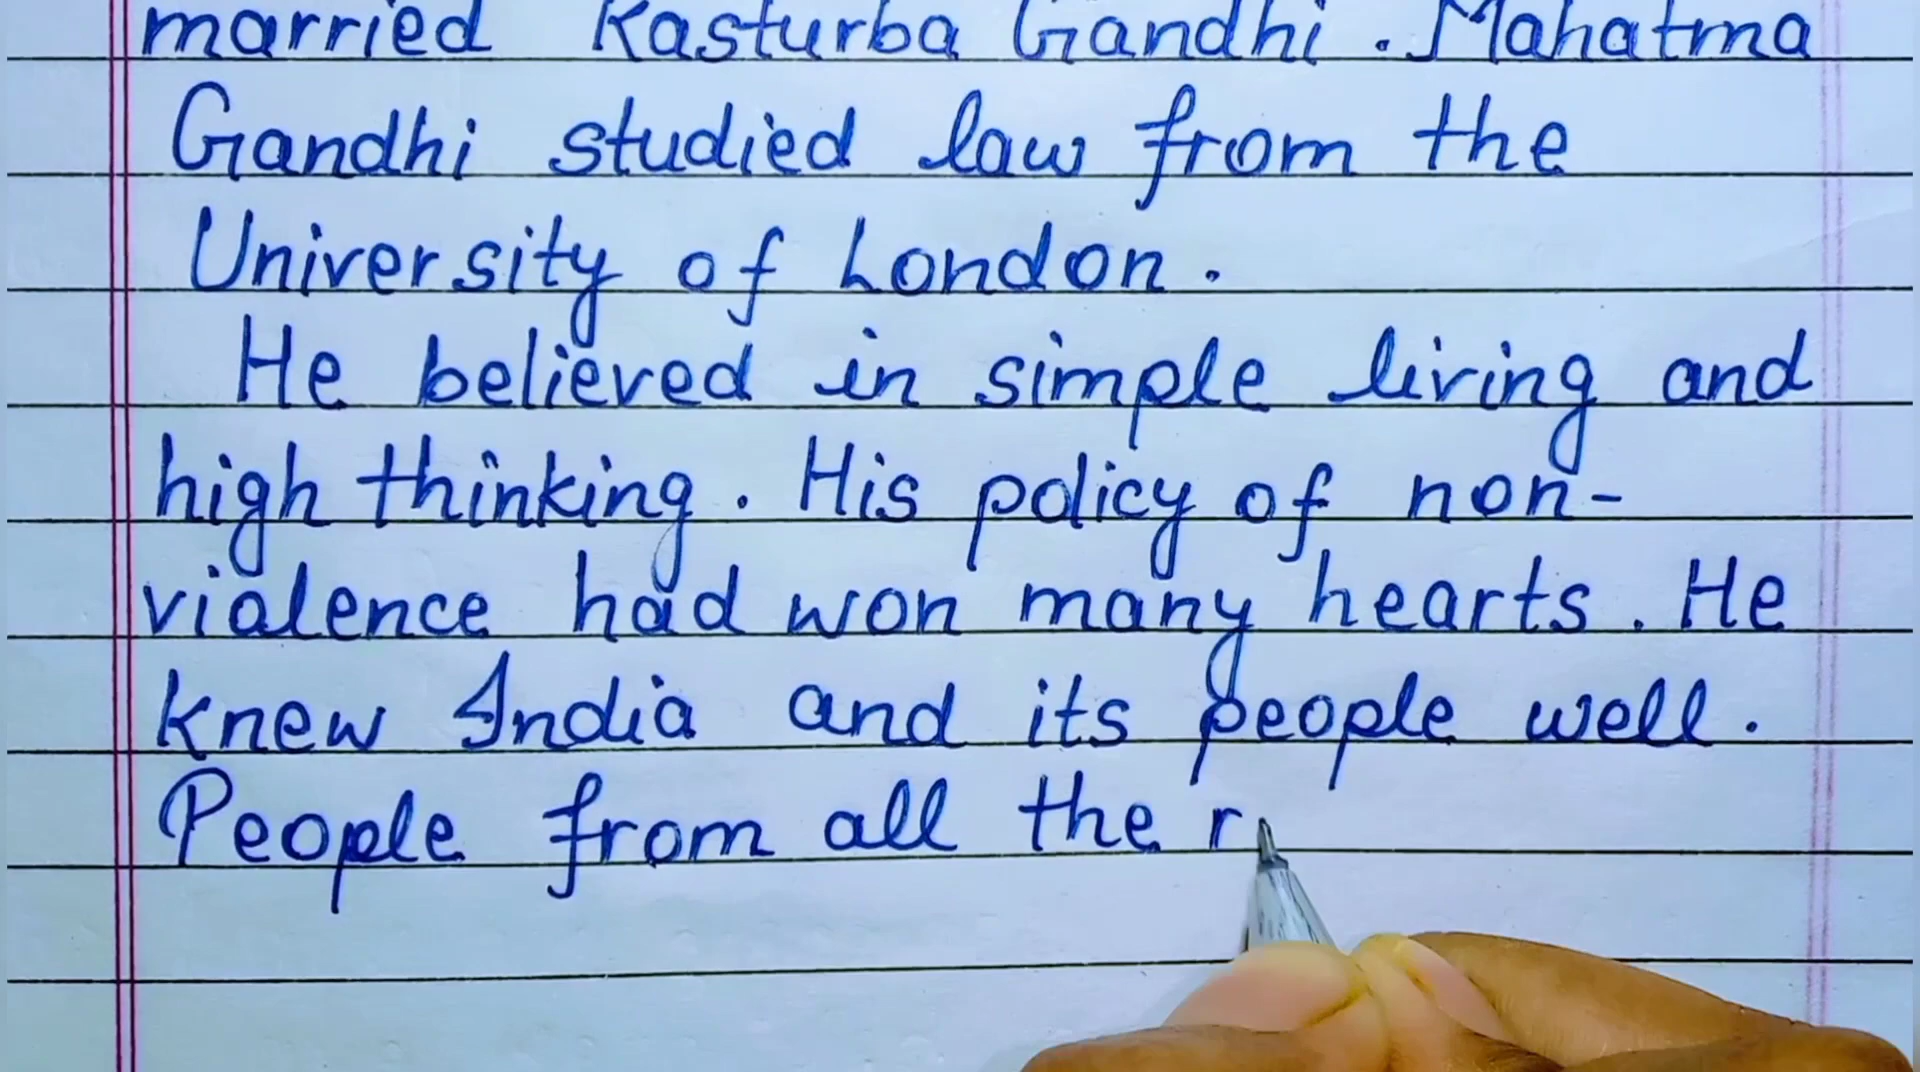 married Kasturba Gandhi. Mahatma
Gandhi studied law from the
University of London.
He believed in simple living and
high thinking. His policy of non-
violence had won many hearts. He
knew India and its people well.
People from all the r